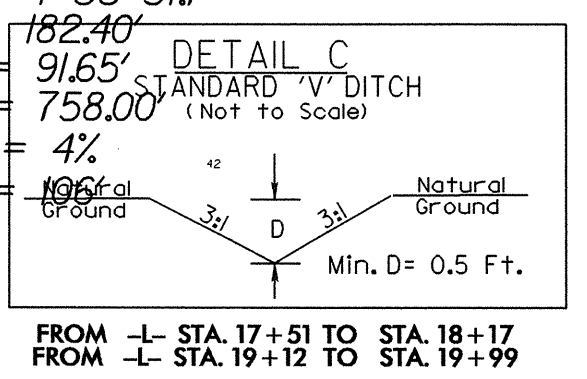 182.40'
= 91.65'
= 758.00'
= 4%
= 106'
DETAIL C
STANDARD 'V' DITCH
(Not to Scale)
42
Natural
Ground
3:1
D
3:1
Natural
Ground
Min. D= 0.5 Ft.
FROM -L- STA. 17+51 TO STA. 18+17
FROM -L- STA. 19+12 TO STA. 19+99